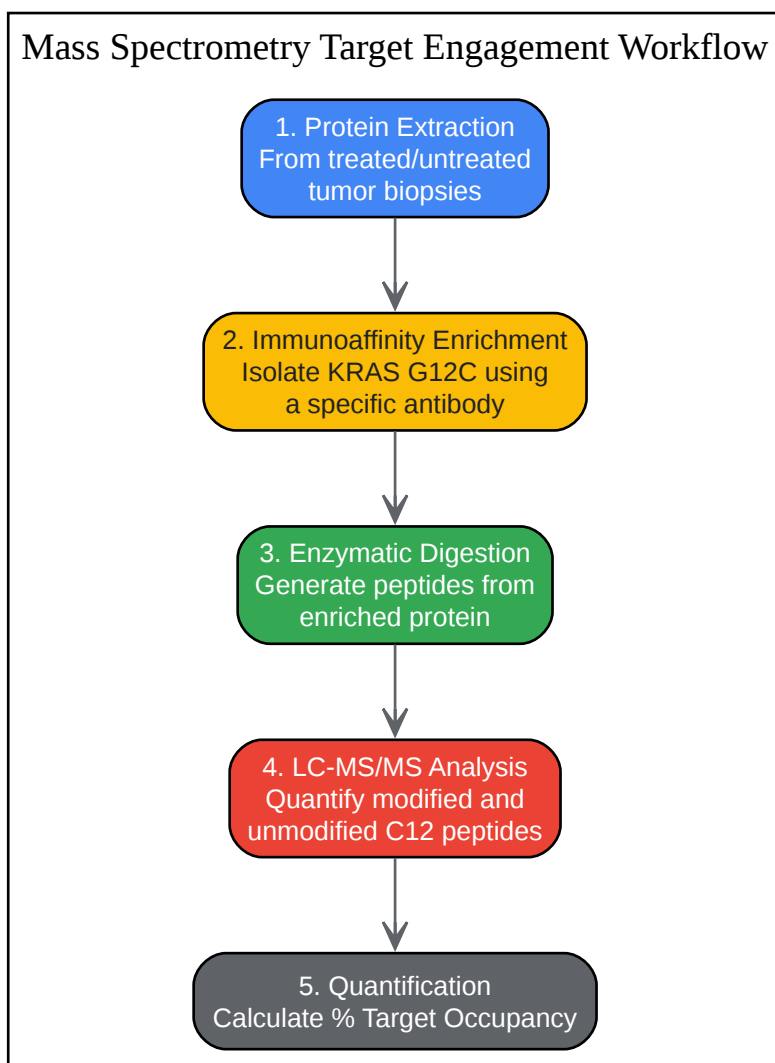 Mass Spectrometry Target Engagement Workflow
1. Protein Extraction
From treated/untreated
tumor biopsies
2. Immunoaffinity Enrichment
Isolate KRAS G12C using
a specific antibody
3. Enzymatic Digestion
Generate peptides from
enriched protein
4. LC-MS/MS Analysis
Quantify modified and
unmodified C12 peptides
5. Quantification
Calculate % Target Occupancy